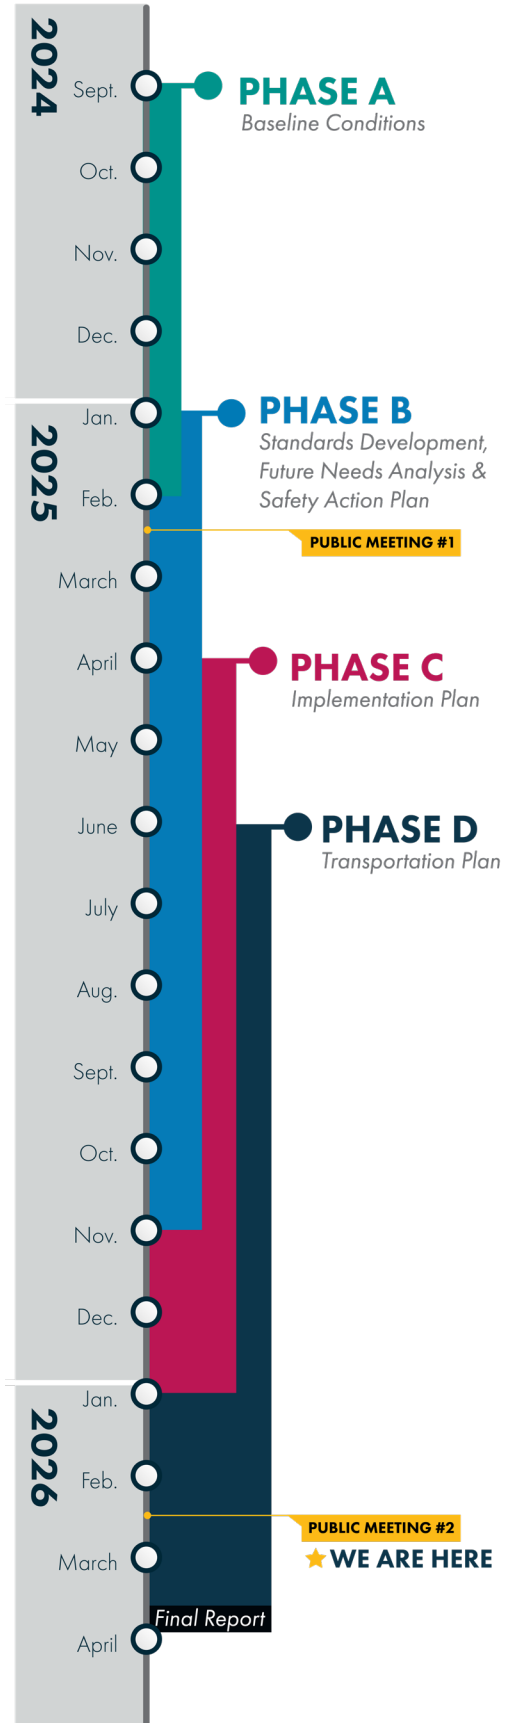 2024
Sept.
PHASE A
Baseline Conditions
Oct.
Nov.
Dec.
2025
Jan.
PHASE B
Standards Development,
Future Needs Analysis &
Safety Action Plan
Feb.
PUBLIC MEETING #1
March
April
PHASE C
Implementation Plan
May
June
PHASE D
Transportation Plan
July
Aug.
Sept.
Oct.
Nov.
Dec.
2026
Jan.
Feb.
PUBLIC MEETING #2
WE ARE HERE
March
Final Report
April